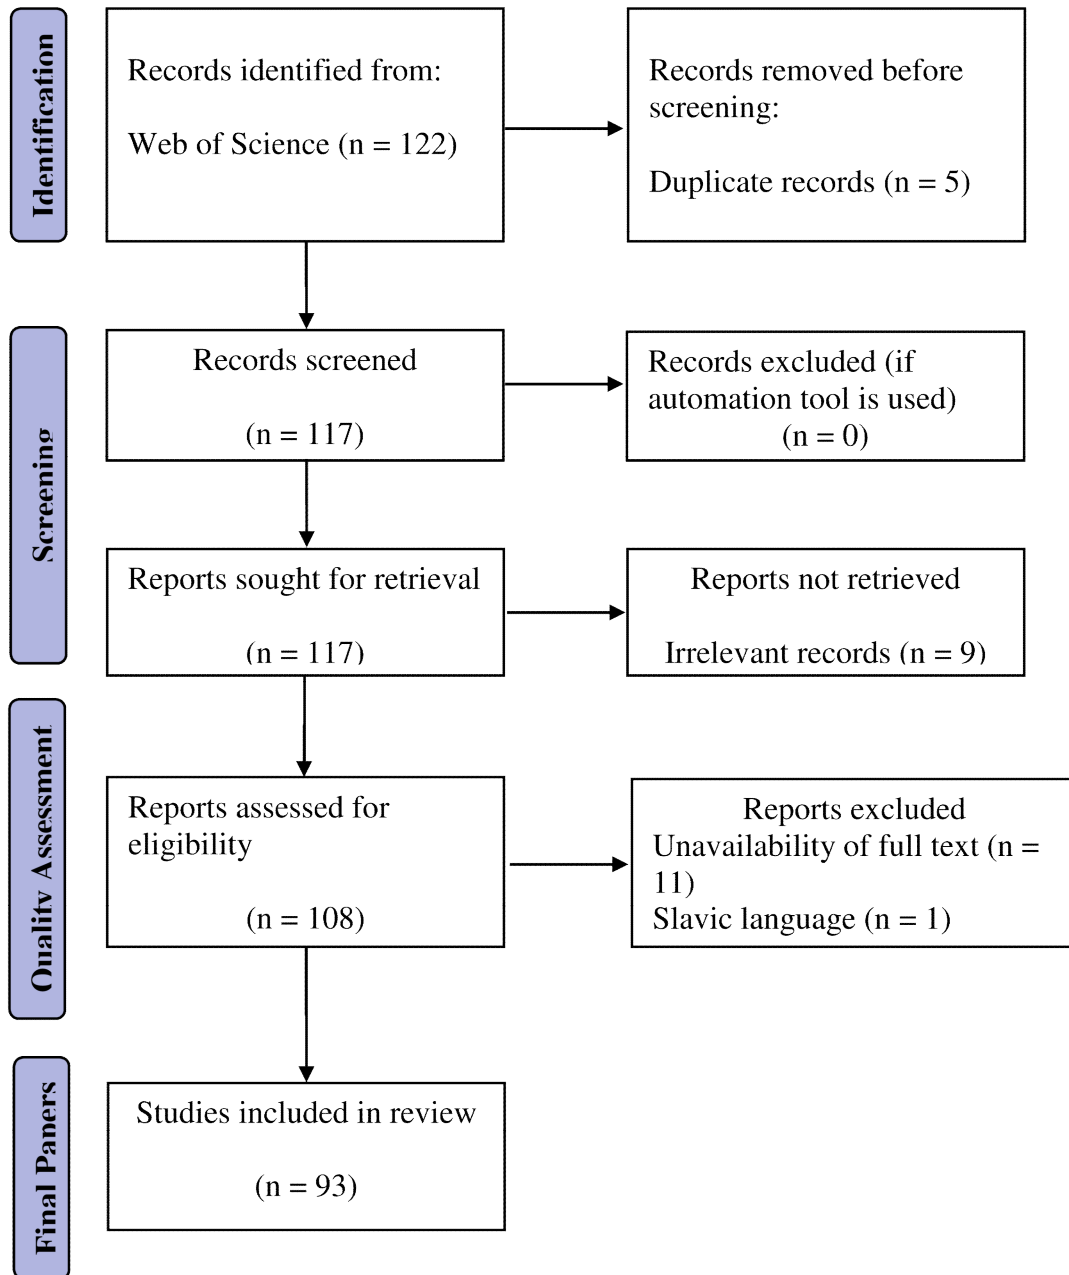 Identification
Records identified from:
Web of Science (n = 122)
Records removed before
screening:
Duplicate records (n = 5)
Screening
Records screened
(n = 117)
Records excluded (if
automation tool is used)
(n = 0)
Reports sought for retrieval
(n = 117)
Reports not retrieved
Irrelevant records (n = 9)
Quality Assessment
Reports assessed for
eligibility
(n = 108)
Reports excluded
Unavailability of full text (n =
11)
Slavic language (n = 1)
Final Papers
Studies included in review
(n = 93)